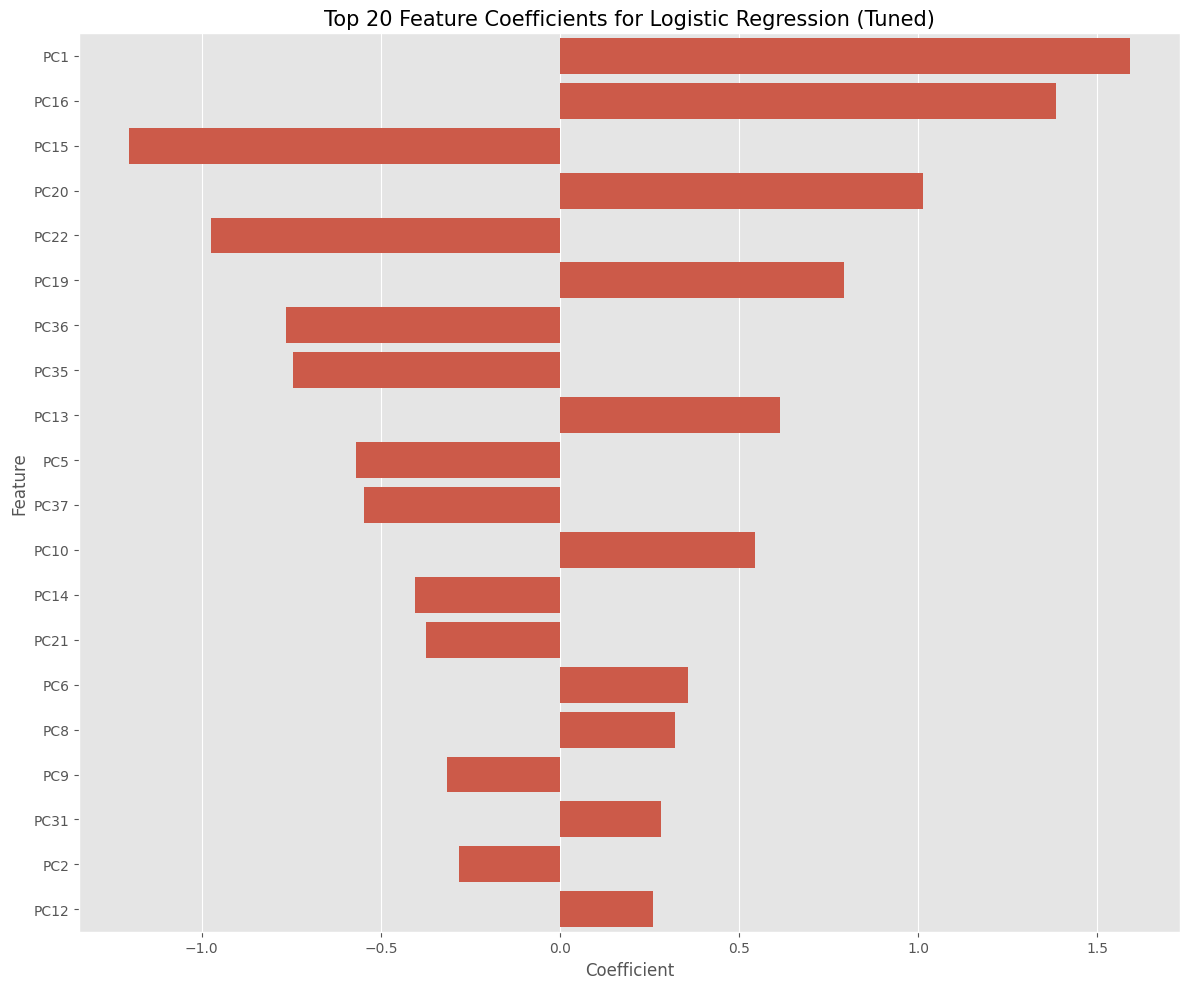 Top 20 Feature Coefficients for Logistic Regression (Tuned)
PC1
PC16
PC15
PC20
PC22
PC19
PC36
PC35
PC13
PC5
PC37
PC10
PC14
PC21
PC6
PC8
PC9
PC31
PC2
PC12
Feature
−1.0 −0.5 0.0 0.5 1.0 1.5
Coefficient